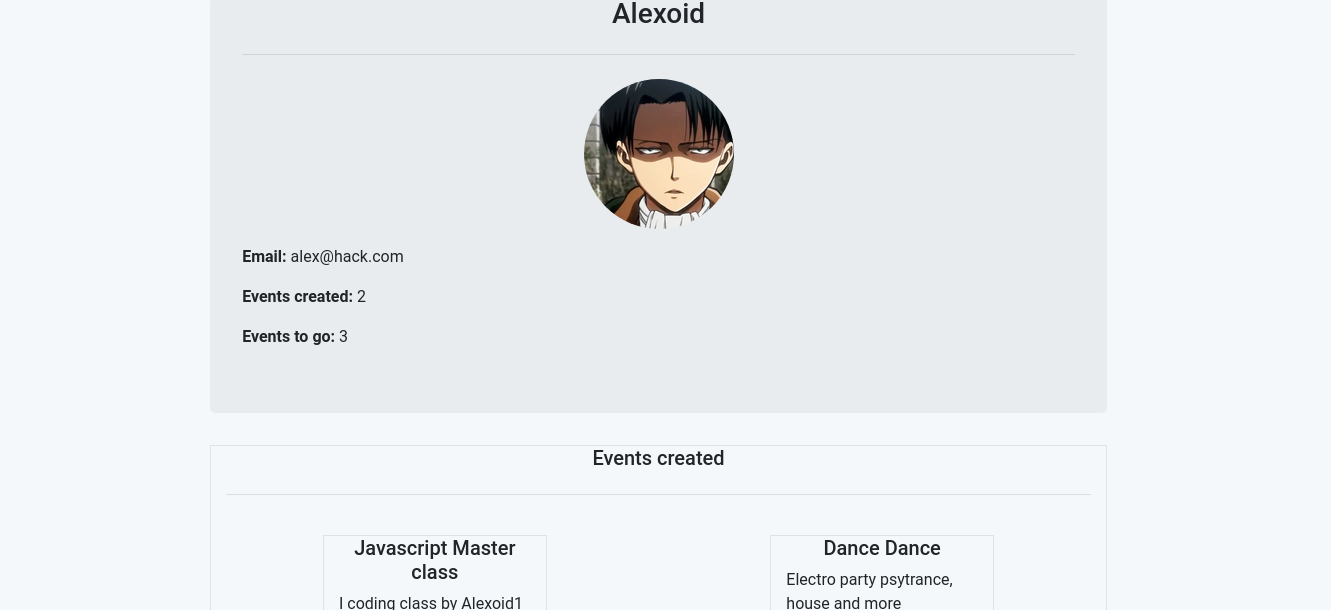 Alexoid
Email: alex@hack.com
Events created: 2
Events to go: 3
Events created
Javascript Master
class
I coding class by Alexoid1
Dance Dance
Electro party psytrance,
house and more